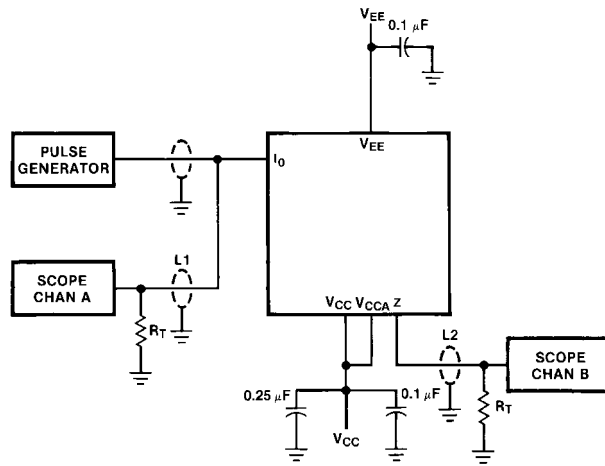 VEE
0.1 µF
PULSE
GENERATOR
I0
VEE
SCOPE
CHAN A
L1
RT
VCC VCCA Z
L2
SCOPE
CHAN B
RT
0.25 µF
0.1 µF
VCC